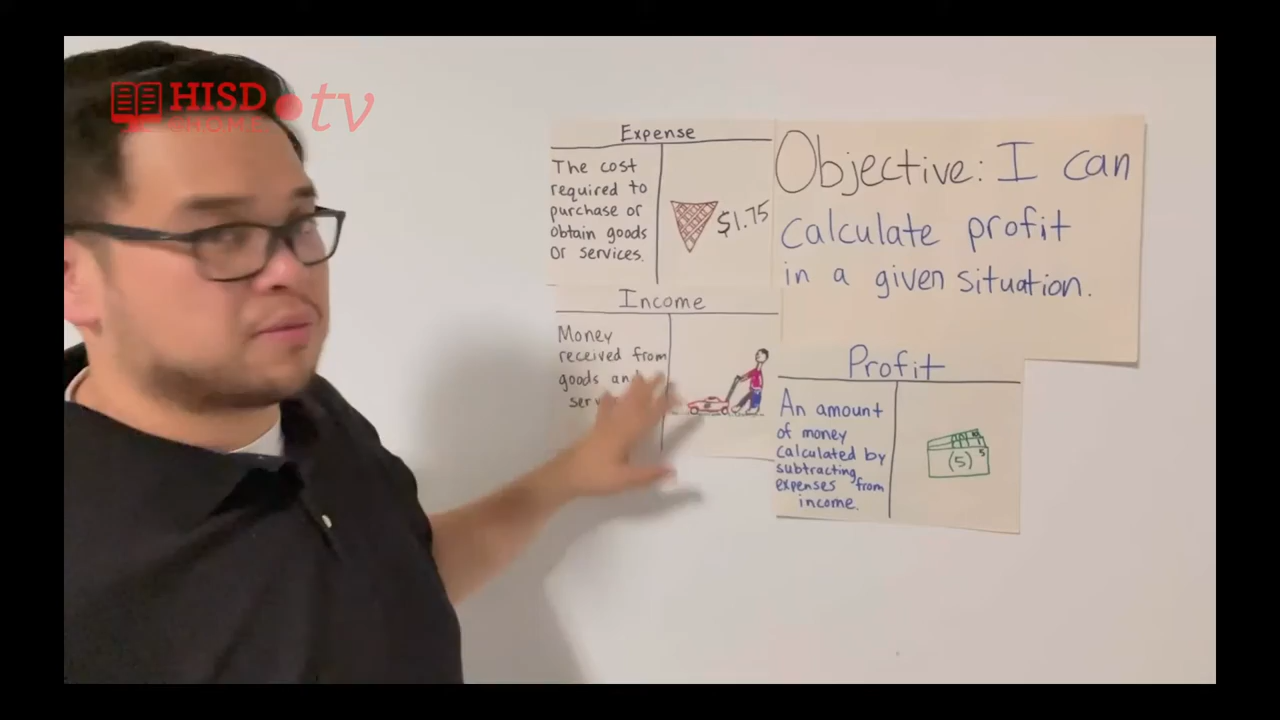 HISD
@H.O.M.E.
.tv
Expense
The cost
required to
purchase or
obtain goods
or services.
$1.75
Objective: I can
calculate profit
in a given situation.
Income
Money
received from
goods
Profit
An amount
of money
calculated by
subtracting
expenses from
income.
(5)
5